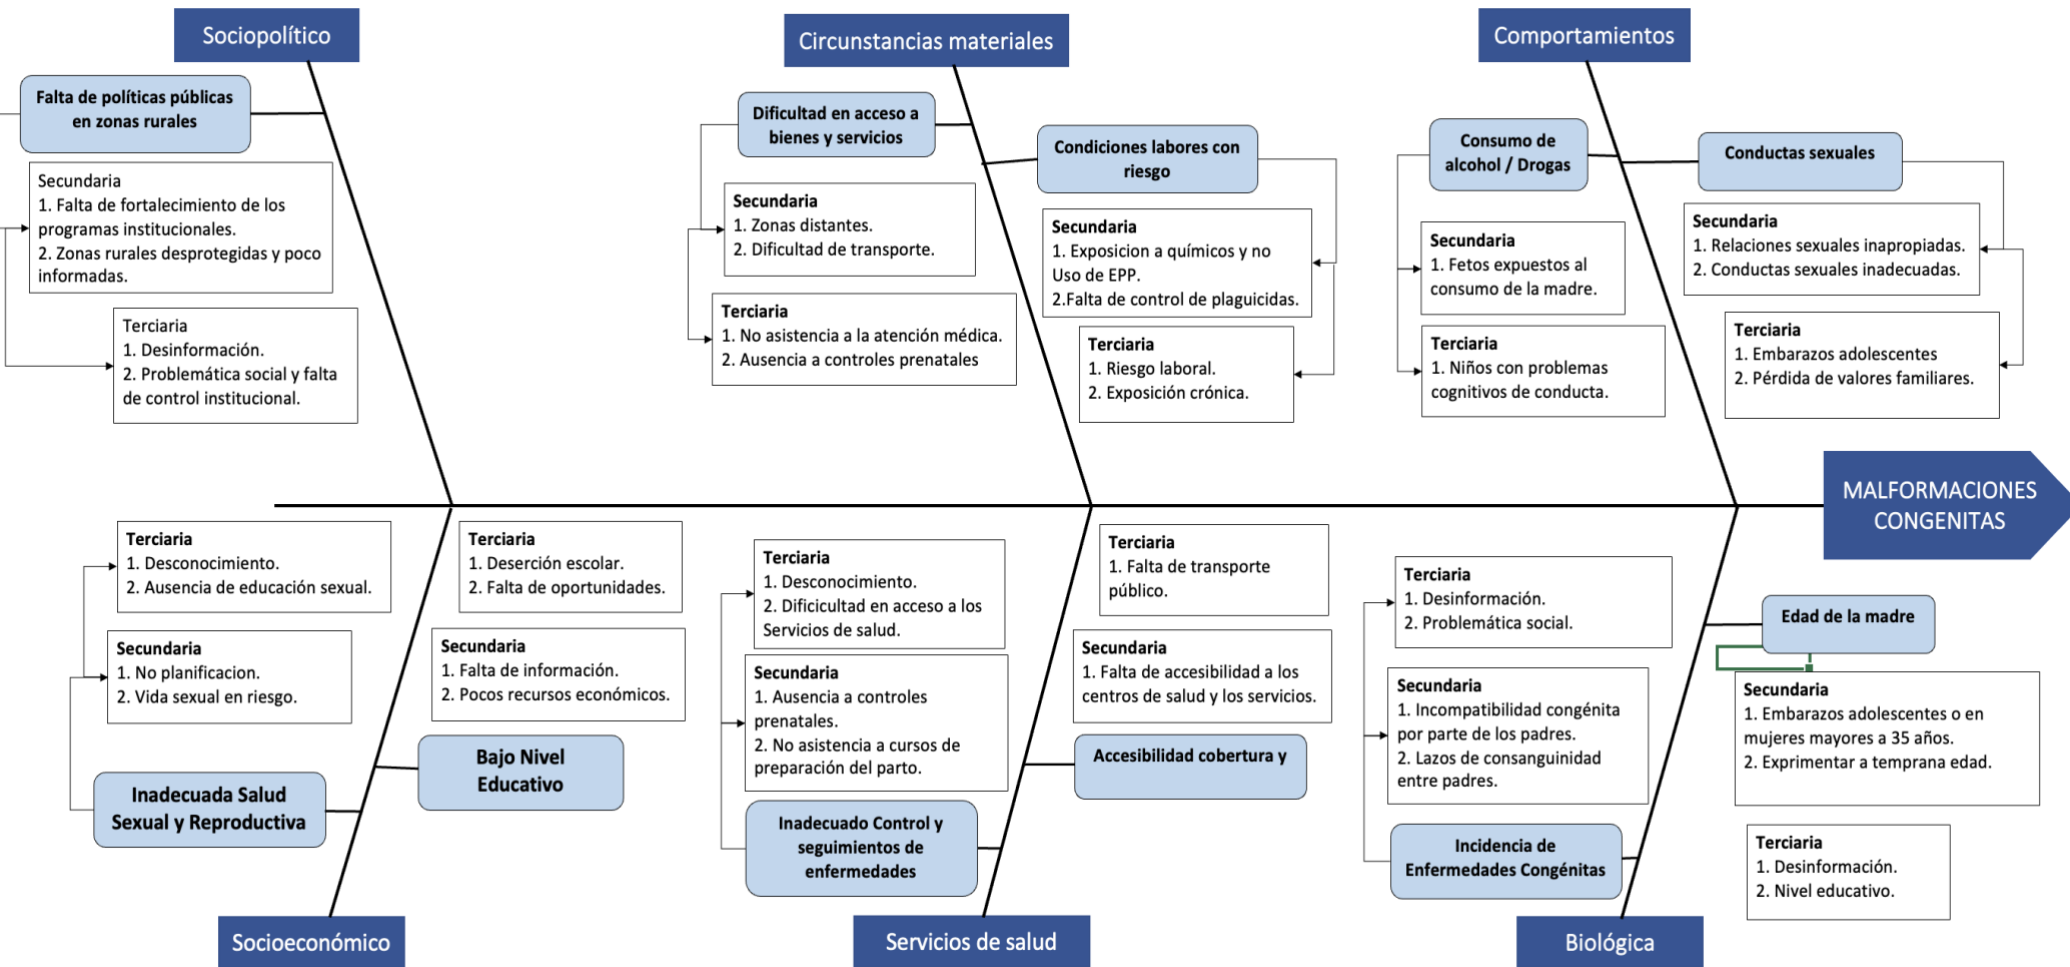 Sociopolítico
Falta de políticas públicas
en zonas rurales
Secundaria
1. Falta de fortalecimiento de los
programas institucionales.
2. Zonas rurales desprotegidas y poco
informadas.
Terciaria
1. Desinformación.
2. Problemática social y falta
de control institucional.
Circunstancias materiales
Dificultad en acceso a
bienes y servicios
Secundaria
1. Zonas distantes.
2. Dificultad de transporte.
Terciaria
1. No asistencia a la atención médica.
2. Ausencia a controles prenatales
Condiciones labores con
riesgo
Secundaria
1. Exposicion a químicos y no
Uso de EPP.
2.Falta de control de plaguicidas.
Terciaria
1. Riesgo laboral.
2. Exposición crónica.
Comportamientos
Consumo de
alcohol / Drogas
Secundaria
1. Fetos expuestos al
consumo de la madre.
Terciaria
1. Niños con problemas
cognitivos de conducta.
Conductas sexuales
Secundaria
1. Relaciones sexuales inapropiadas.
2. Conductas sexuales inadecuadas.
Terciaria
1. Embarazos adolescentes
2. Pérdida de valores familiares.
MALFORMACIONES
CONGENITAS
Terciaria
1. Desconocimiento.
2. Ausencia de educación sexual.
Secundaria
1. No planificacion.
2. Vida sexual en riesgo.
Inadecuada Salud
Sexual y Reproductiva
Terciaria
1. Deserción escolar.
2. Falta de oportunidades.
Secundaria
1. Falta de información.
2. Pocos recursos económicos.
Bajo Nivel
Educativo
Socioeconómico
Terciaria
1. Desconocimiento.
2. Dificicultad en acceso a los
Servicios de salud.
Secundaria
1. Ausencia a controles
prenatales.
2. No asistencia a cursos de
preparación del parto.
Inadecuado Control y
seguimientos de
enfermedades
Terciaria
1. Falta de transporte
público.
Secundaria
1. Falta de accesibilidad a los
centros de salud y los servicios.
Accesibilidad cobertura y
Servicios de salud
Terciaria
1. Desinformación.
2. Problemática social.
Secundaria
1. Incompatibilidad congénita
por parte de los padres.
2. Lazos de consanguinidad
entre padres.
Incidencia de
Enfermedades Congénitas
Edad de la madre
Secundaria
1. Embarazos adolescentes o en
mujeres mayores a 35 años.
2. Exprimentar a temprana edad.
Terciaria
1. Desinformación.
2. Nivel educativo.
Biológica